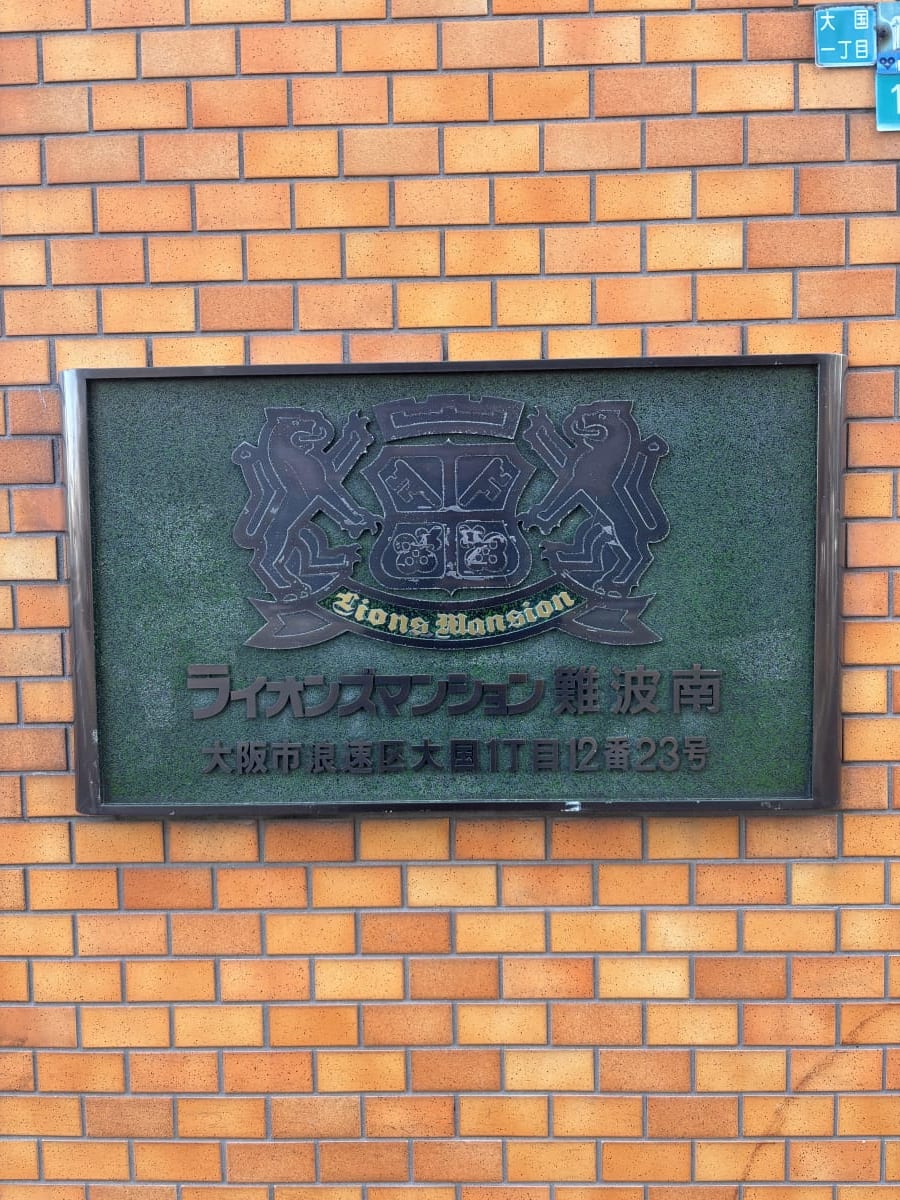 大国
一丁目
1
Lions Mansion
ライオンズマンション難波南
大阪市浪速区大国1丁目12番23号